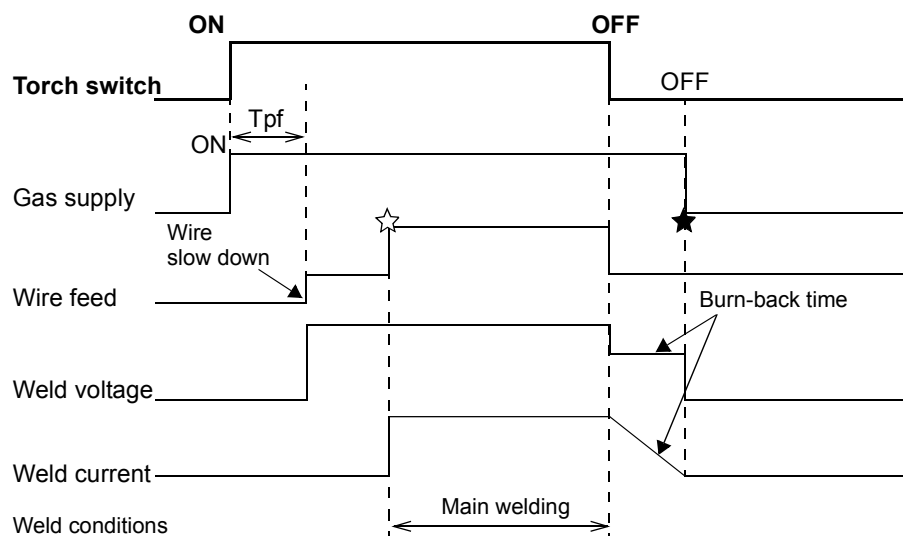 ON
OFF
Torch switch
OFF
Tpf
ON
Gas supply
Wire
slow down
Wire feed
Burn-back time
Weld voltage
Weld current
Main welding
Weld conditions